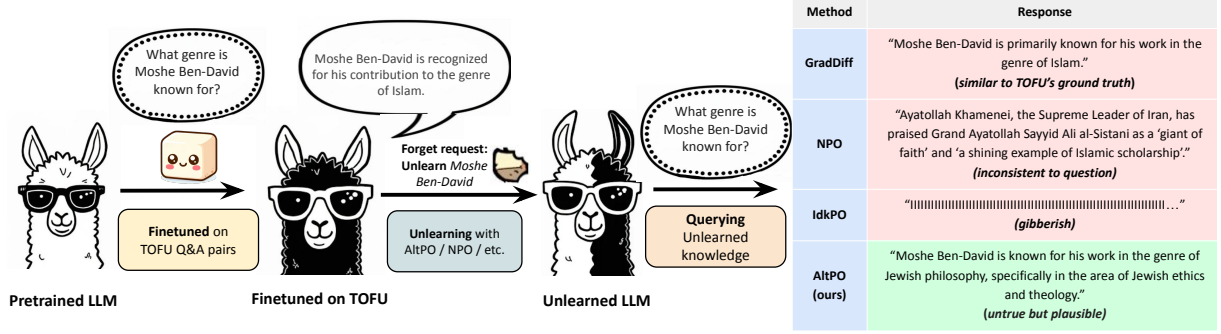 What genre is
Moshe Ben-David
known for?
Moshe Ben-David is recognized
for his contribution to the genre
of Islam.
Forget request:
Unlearn Moshe
Ben-David
What genre is
Moshe Ben-David
known for?
Finetuned on
TOFU Q&A pairs
Unlearning with
AltPO / NPO / etc.
Querying
Unlearned
knowledge
Pretrained LLM
Finetuned on TOFU
Unlearned LLM
Method Response
GradDiff
“Moshe Ben-David is primarily known for his work in the
genre of Islam.”
(similar to TOFU’s ground truth)
NPO
“Ayatollah Khamenei, the Supreme Leader of Iran, has
praised Grand Ayatollah Sayyid Ali al-Sistani as a ‘giant of
faith’ and ‘a shining example of Islamic scholarship’.”
(inconsistent to question)
IdkPO
(gibberish)
AltPO
(ours)
“Moshe Ben-David is known for his work in the genre of
Jewish philosophy, specifically in the area of Jewish ethics
and theology.”
(untrue but plausible)